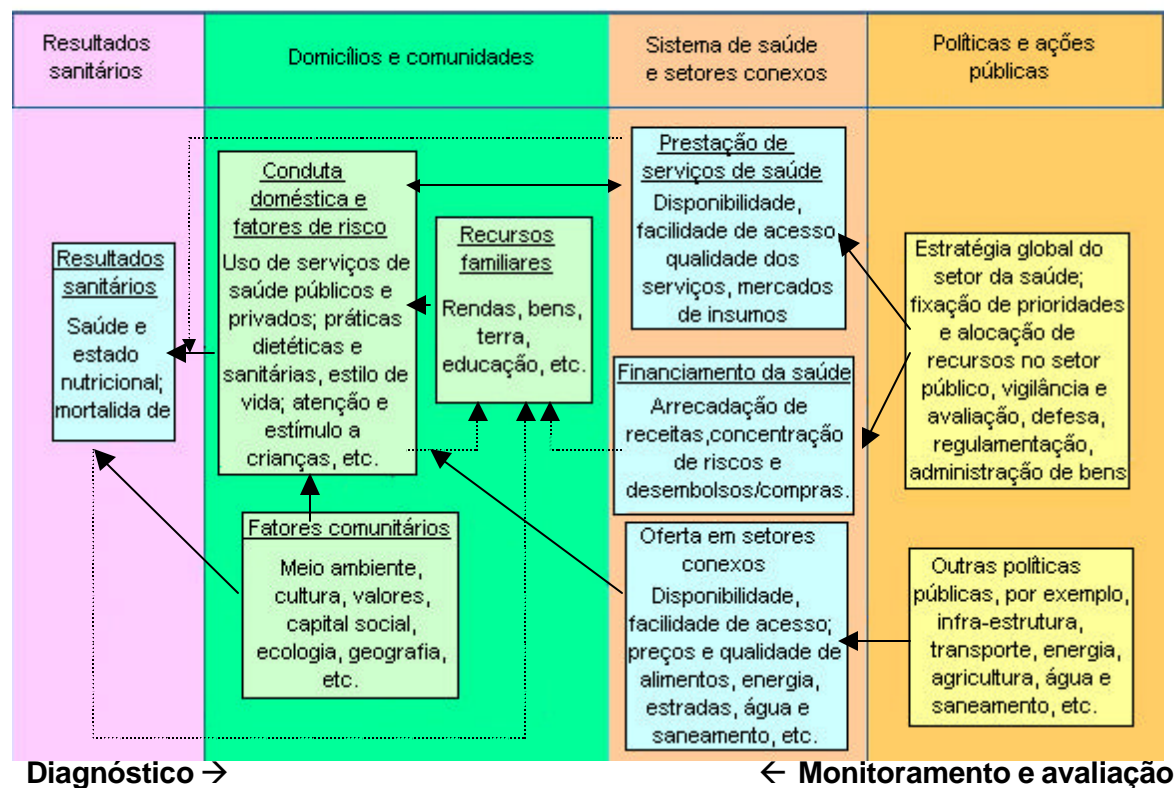 Resultados
sanitários
Domicílios e comunidades
Sistema de saúde
e setores conexos
Políticas e ações
públicas
Resultados
sanitários
Saúde e
estado
nutricional;
mortalida de
Conduta
doméstica e
fatores de risco
Uso de serviços de
saúde públicos e
privados; práticas
dietéticas e
sanitárias, estilo de
vida; atenção e
estímulo a
crianças, etc.
Recursos
familiares
Rendas, bens,
terra,
educação, etc.
Fatores comunitários
Meio ambiente,
cultura, valores,
capital social,
ecologia, geografia,
etc.
Prestação de
serviços de saúde
Disponibilidade,
facilidade de acesso
qualidade dos
serviços, mercados
de insumos
Financiamento da saúde
Arrecadação de
receitas,concentração
de riscos e
desembolsos/compras.
Oferta em setores
conexos
Disponibilidade,
facilidade de acesso;
preços e qualidade de
alimentos, energia,
estradas, água e
saneamento, etc.
Estratégia global do
setor da saúde;
fixação de prioridades
e alocação de
recursos no setor
público, vigilância e
avaliação, defesa,
regulamentação,
administração de bens
Outras políticas
públicas, por exemplo,
infra-estrutura,
transporte, energia,
agricultura, água e
saneamento, etc.
Diagnóstico →
← Monitoramento e avaliação